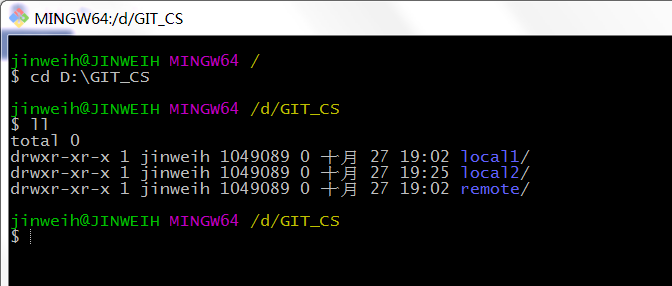 MINGW64:/d/GIT_CS
jinweih@JINWEIH MINGW64 /
$ cd D:\GIT_CS
jinweih@JINWEIH MINGW64 /d/GIT_CS
$ ll
total 0
drwxr-xr-x 1 jinweih 1049089 0 十月 27 19:02 local1/
drwxr-xr-x 1 jinweih 1049089 0 十月 27 19:25 local2/
drwxr-xr-x 1 jinweih 1049089 0 十月 27 19:02 remote/
jinweih@JINWEIH MINGW64 /d/GIT_CS
$